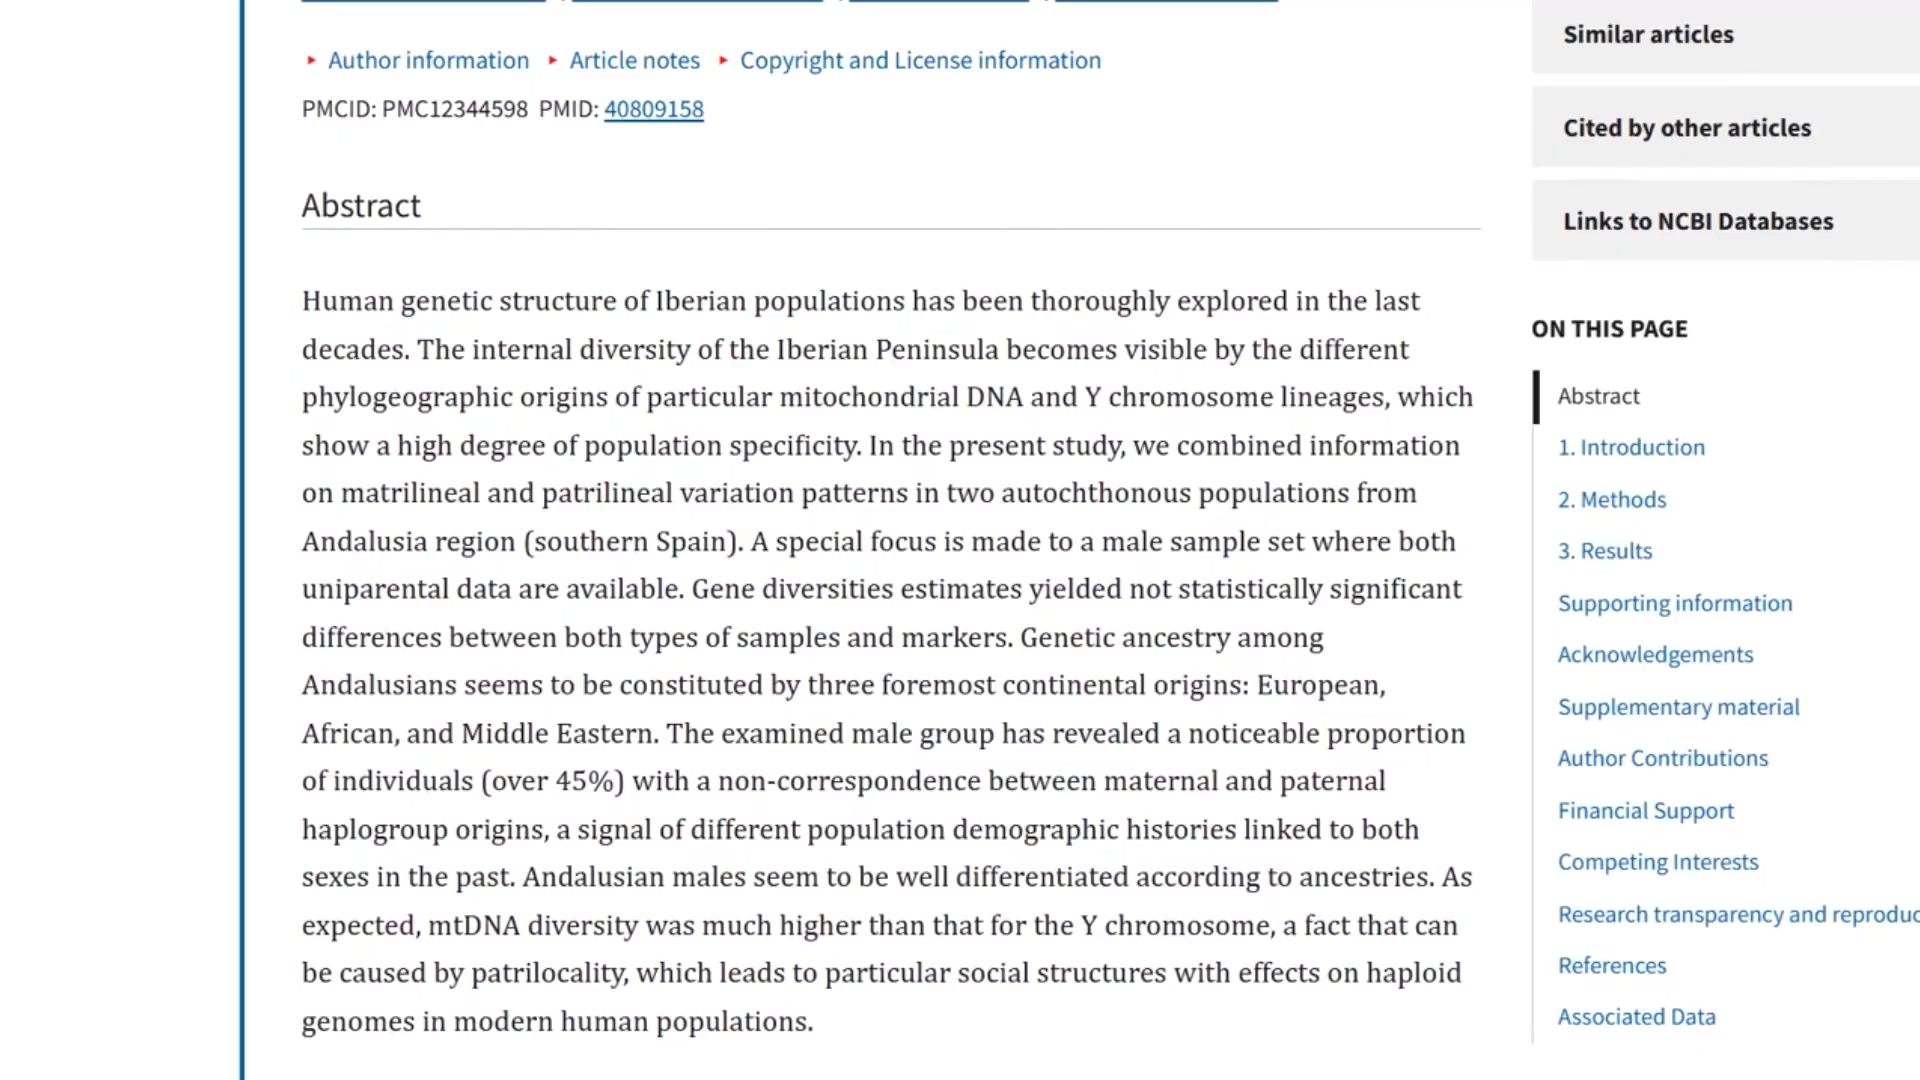 Author information Article notes Copyright and License information
PMCID: PMC12344598 PMID: 40809158
Abstract
Human genetic structure of Iberian populations has been thoroughly explored in the last
decades. The internal diversity of the Iberian Peninsula becomes visible by the different
phylogeographic origins of particular mitochondrial DNA and Y chromosome lineages, which
show a high degree of population specificity. In the present study, we combined information
on matrilineal and patrilineal variation patterns in two autochthonous populations from
Andalusia region (southern Spain). A special focus is made to a male sample set where both
uniparental data are available. Gene diversities estimates yielded not statistically significant
differences between both types of samples and markers. Genetic ancestry among
Andalusians seems to be constituted by three foremost continental origins: European,
African, and Middle Eastern. The examined male group has revealed a noticeable proportion
of individuals (over 45%) with a non-correspondence between maternal and paternal
haplogroup origins, a signal of different population demographic histories linked to both
sexes in the past. Andalusian males seem to be well differentiated according to ancestries. As
expected, mtDNA diversity was much higher than that for the Y chromosome, a fact that can
be caused by patrilocality, which leads to particular social structures with effects on haploid
genomes in modern human populations.
Similar articles
Cited by other articles
Links to NCBI Databases
ON THIS PAGE
Abstract
1. Introduction
2. Methods
3. Results
Supporting information
Acknowledgements
Supplementary material
Author Contributions
Financial Support
Competing Interests
Research transparency and reproduc
References
Associated Data